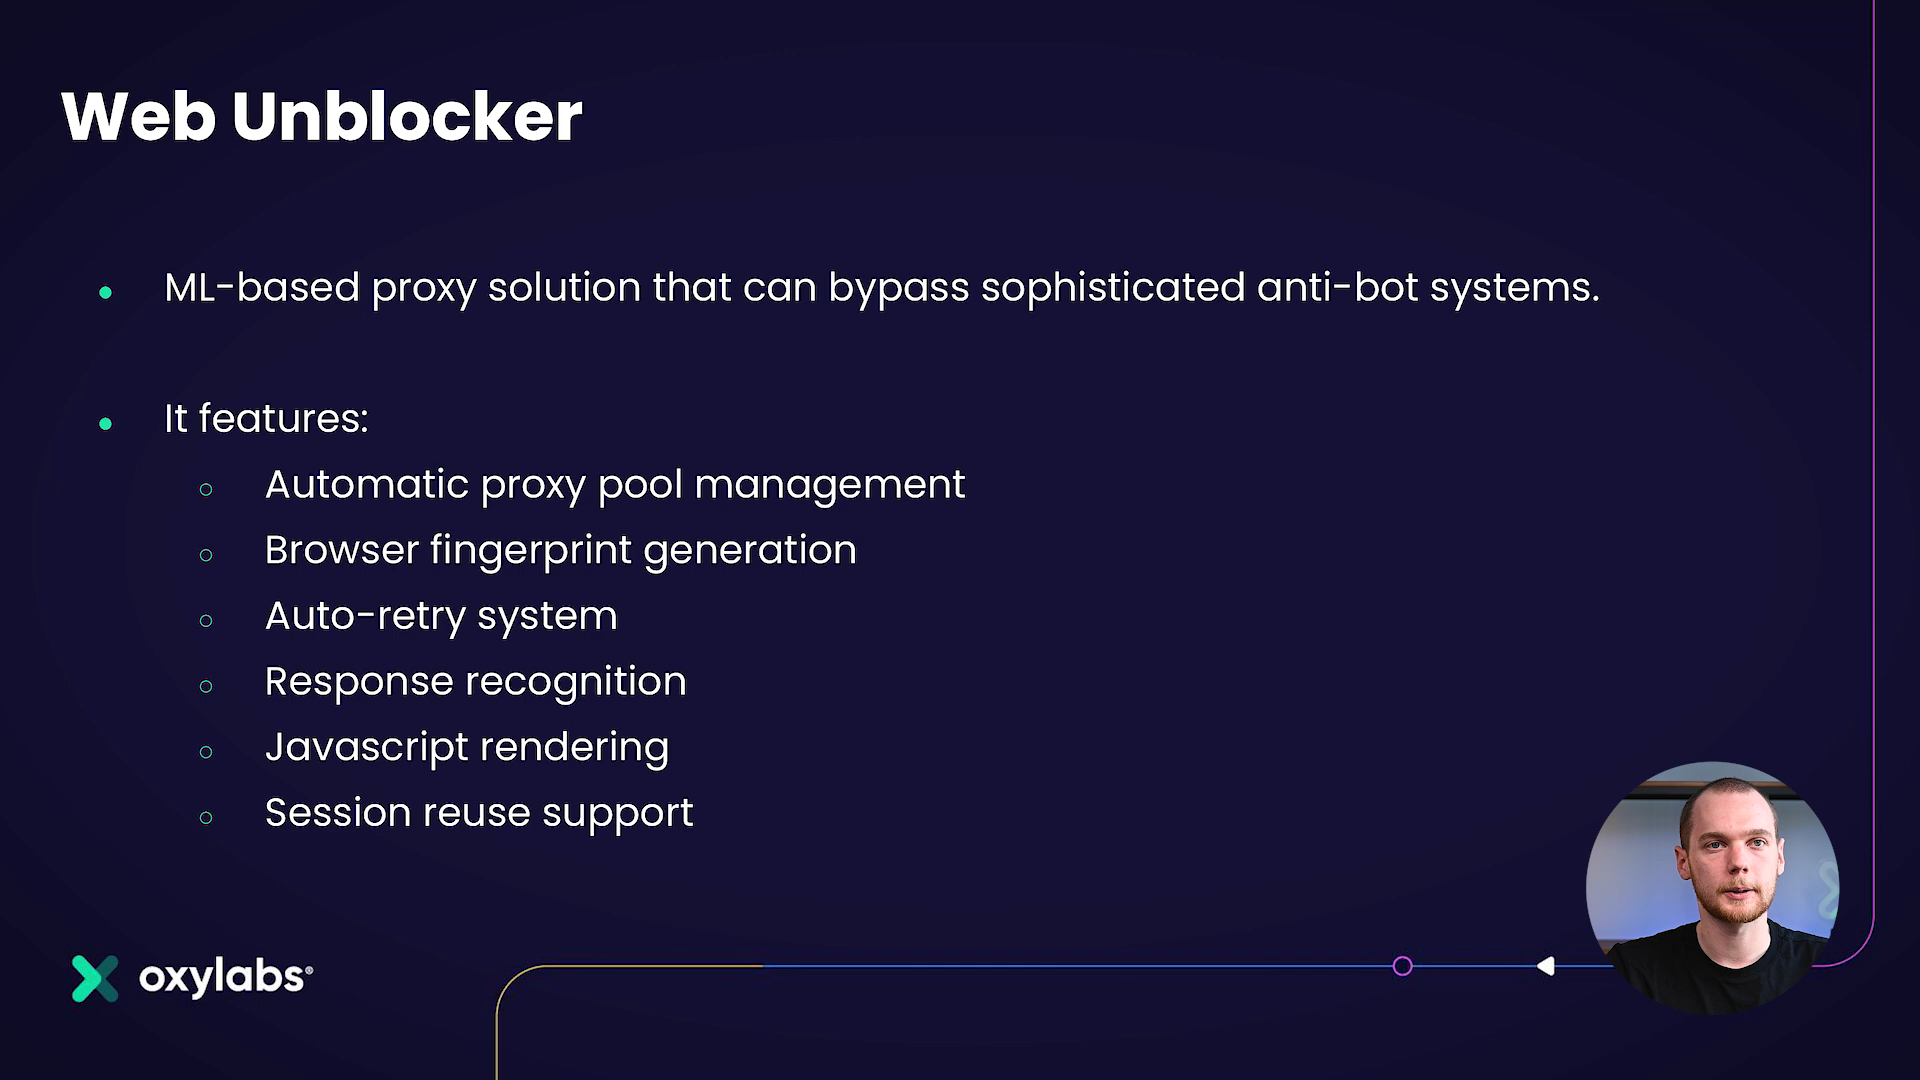 Web Unblocker
ML-based proxy solution that can bypass sophisticated anti-bot systems.
It features:
Automatic proxy pool management
Browser fingerprint generation
Auto-retry system
Response recognition
Javascript rendering
Session reuse support
oxylabs®